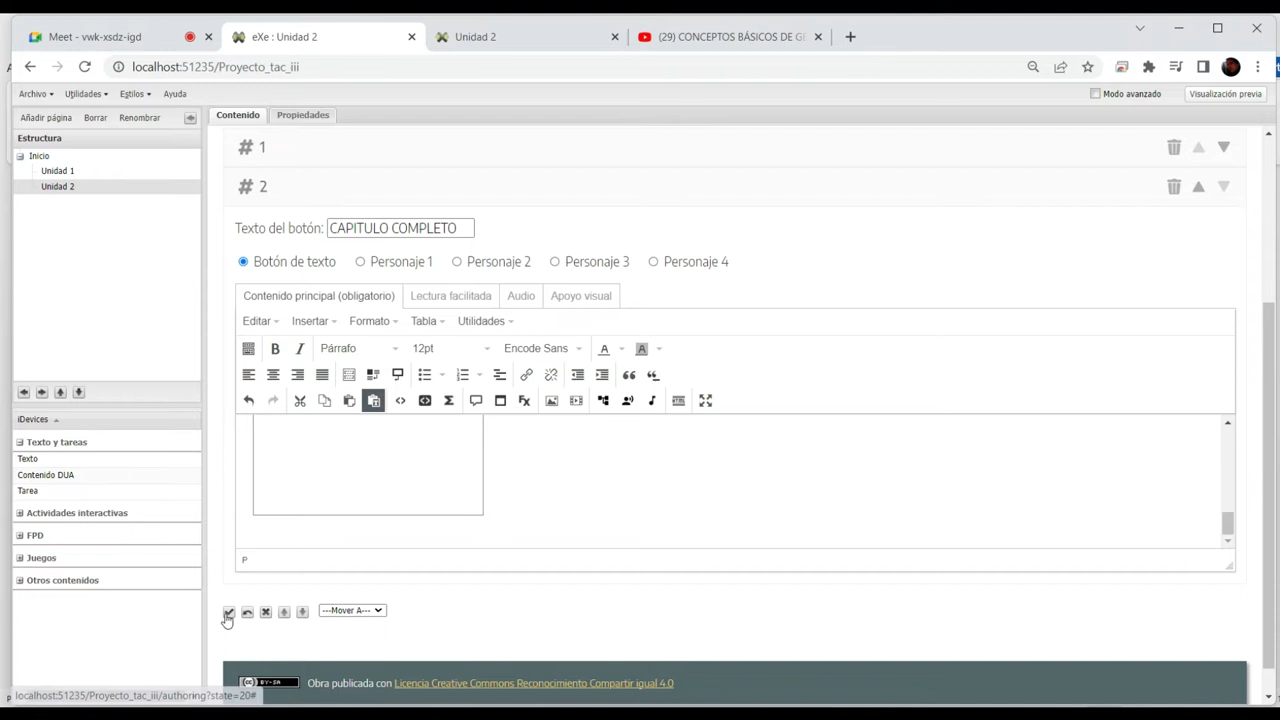 Meet - vwk-xsdz-igd
eXe : Unidad 2
Unidad 2
(29) CONCEPTOS BÁSICOS DE GE
localhost:51235/Proyecto_tac_iii
Archivo Utilidades Estilos Ayuda
Modo avanzado
Visualización previa
Añadir página Borrar Renombrar
Contenido Propiedades
Estructura
Inicio
Unidad 1
Unidad 2
# 1
# 2
Texto del botón: CAPITULO COMPLETO
Botón de texto Personaje 1 Personaje 2 Personaje 3 Personaje 4
Contenido principal (obligatorio) Lectura facilitada Audio Apoyo visual
Editar Insertar Formato Tabla Utilidades
B I Párrafo 12pt Encode Sans A A
iDevices
Texto y tareas
Texto
Contenido DUA
Tarea
Actividades interactivas
FPD
Juegos
Otros contenidos
P
---Mover A---
BY-SA
Obra publicada con Licencia Creative Commons Reconocimiento Compartir igual 4.0
localhost:51235/Proyecto_tac_iii/authoring?state=20#